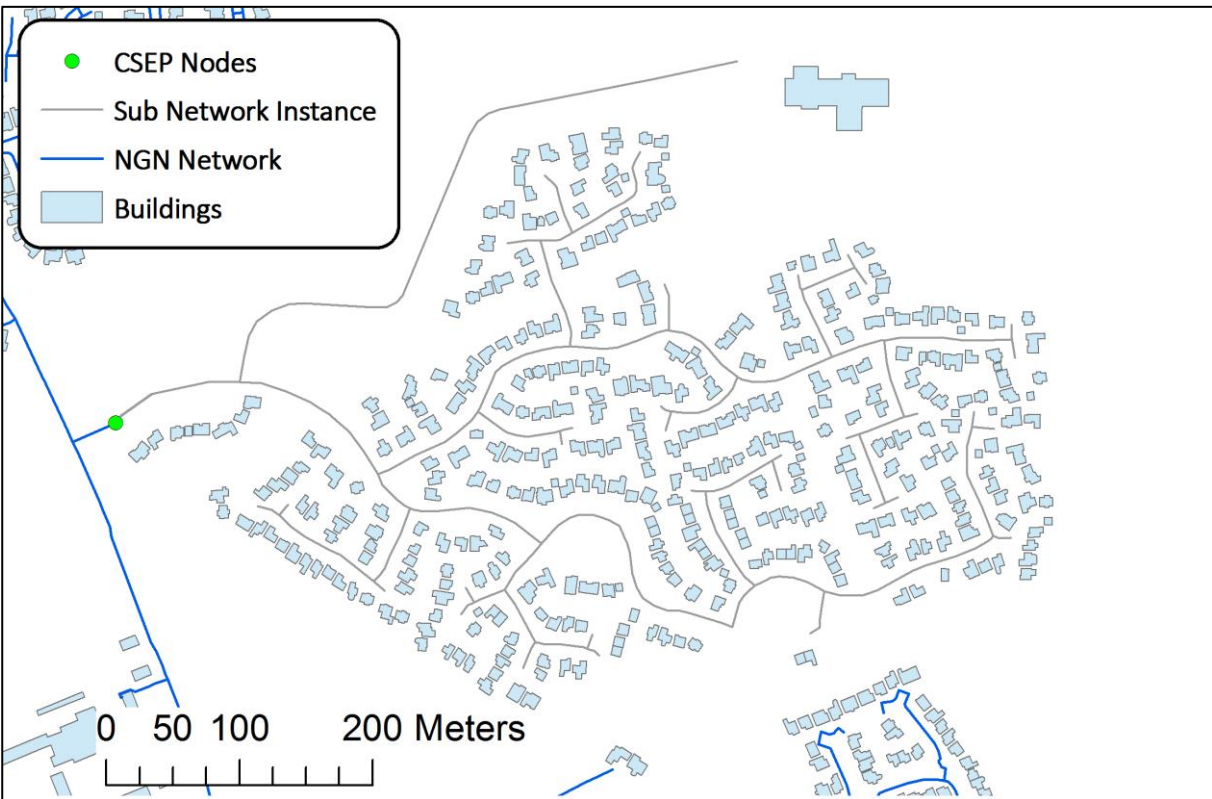 CSEP Nodes
Sub Network Instance
NGN Network
Buildings
0 50 100 200 Meters